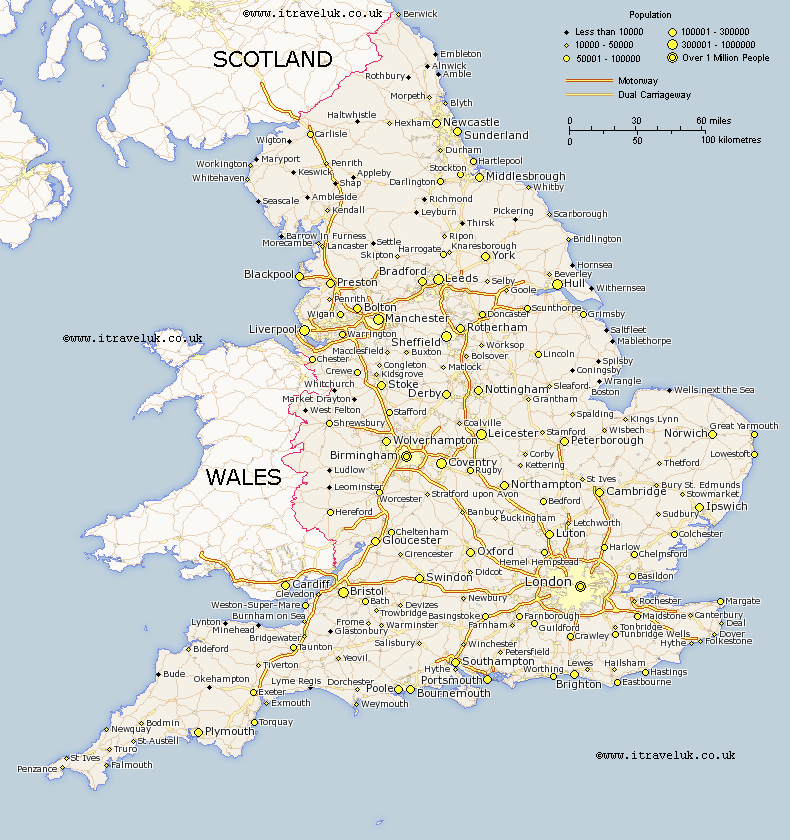 ©www.itraveluk.co.uk
Berwick
Population
Less than 10000
10000 - 50000
50001 - 100000
100001 - 300000
300001 - 1000000
Over 1 Million People
Motorway
Dual Carriageway
0 30 60 miles
0 50 100 kilometres
SCOTLAND
Embleton
Alnwick
Amble
Rothbury
Morpeth
Blyth
Haltwhistle
Hexham
Newcastle
Sunderland
Carlisle
Wigton
Durham
Maryport
Workington
Penrith
Hartlepool
Stockton
Keswick
Appleby
Whitehaven
Shap
Darlington
Middlesbrough
Whitby
Seascale
Ambleside
Richmond
Kendall
Leyburn
Pickering
Scarborough
Thirsk
Barrow In Furness
Ripon
Morecambe
Lancaster
Settle
Bridlington
Skipton
Harrogate
Knaresborough
York
Hornsea
Blackpool
Bradford
Leeds
Beverley
Preston
Selby
Hull
Withernsea
Goole
Penrith
Bolton
Wigan
Manchester
Doncaster
Scunthorpe
Grimsby
Liverpool
Warrington
Rotherham
Saltfleet
©www.itraveluk.co.uk
Sheffield
Mablethorpe
Macclesfield
Buxton
Worksop
Chester
Bolsover
Lincoln
Congleton
Matlock
Spilsby
Crewe
Kidsgrove
Coningsby
Whitchurch
Stoke
Wrangle
Market Drayton
Derby
Nottingham
Sleaford
Boston
Wells next the Sea
Grantham
West Felton
Stafford
Spalding
Shrewsbury
Coalville
Kings Lynn
Great Yarmouth
Wolverhampton
Leicester
Stamford
Wisbech
Norwich
Peterborough
Birmingham
Corby
Lowestoft
Ludlow
Coventry
Kettering
Thetford
WALES
Rugby
St Ives
Leominster
Northampton
Bury St. Edmunds
Worcester
Stratford upon Avon
Cambridge
Stowmarket
Bedford
Hereford
Banbury
Buckingham
Sudbury
Ipswich
Letchworth
Cheltenham
Luton
Colchester
Gloucester
Cirencester
Oxford
Harlow
Chelmsford
Hemel Hempstead
Didcot
Basildon
Cardiff
Swindon
London
Clevedon
Bristol
Newbury
Weston-Super-Mare
Bath
Devizes
Rochester
Margate
Burnham on Sea
Trowbridge
Basingstoke
Farnborough
Maidstone
Canterbury
Lynton
Frome
Warminster
Farnham
Guildford
Tonbridge
Deal
Minehead
Glastonbury
Crawley
Tunbridge Wells
Dover
Bridgewater
Salisbury
Winchester
Hythe
Folkestone
Bideford
Taunton
Petersfield
Yeovil
Southampton
Lewes
Hailsham
Tiverton
Hythe
Worthing
Hastings
Bude
Okehampton
Lyme Regis
Dorchester
Portsmouth
Brighton
Eastbourne
Exeter
Poole
Bournemouth
Exmouth
Weymouth
Bodmin
Torquay
Newquay
Plymouth
St Austell
Truro
St Ives
©www.itraveluk.co.uk
Penzance
Falmouth